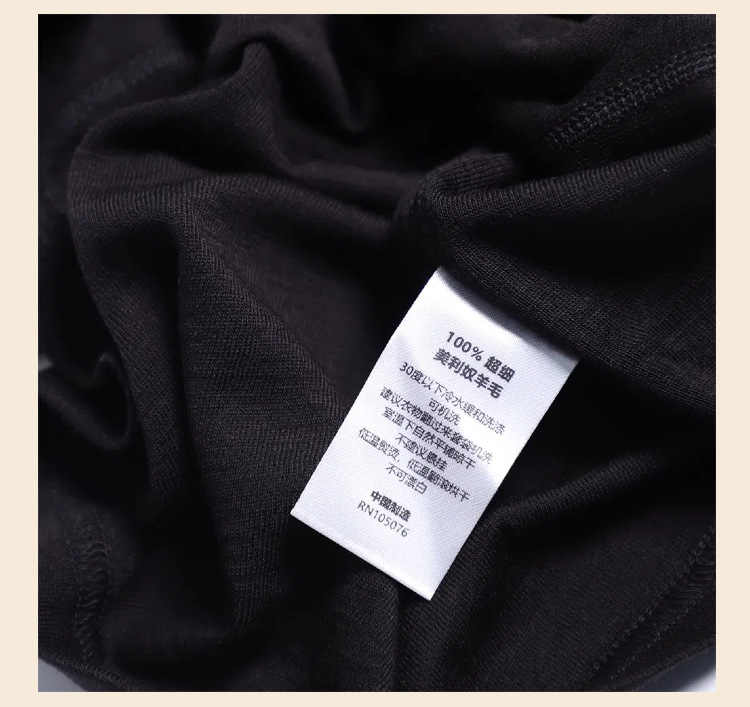 100% 超细
美利奴羊毛
30度以下冷水缓和洗涤
可机洗
建议衣物翻过来套袋机洗
室温下自然平铺晾干
不建议悬挂
低温熨烫，低温翻滚烘干
不可漂白
中国制造
RN105076